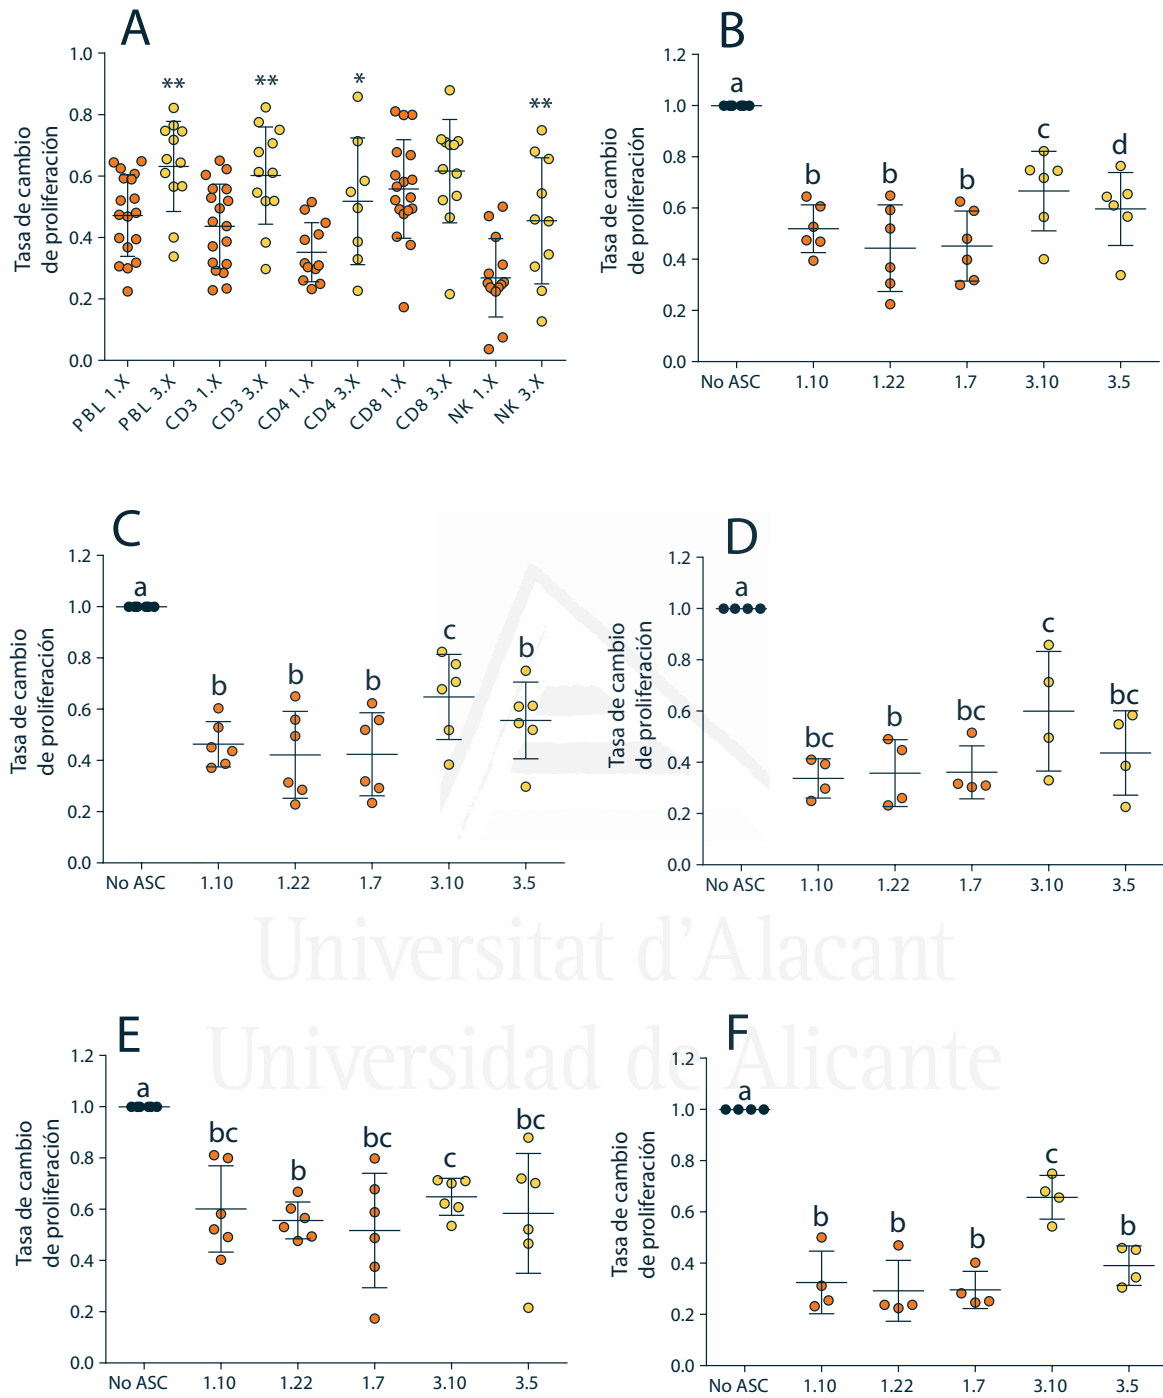 A
Tasa de cambio
de proliferación
1.0
0.8
0.6
0.4
0.2
0.0
** ** * **
PBL 1.X
PBL 3.X
CD3 1.X
CD3 3.X
CD4 1.X
CD4 3.X
CD8 1.X
CD8 3.X
NK 1.X
NK 3.X
B
Tasa de cambio
de proliferación
1.2
1.0
0.8
0.6
0.4
0.2
0.0
a b b b c d
No ASC 1.10 1.22 1.7 3.10 3.5
C
Tasa de cambio
de proliferación
1.2
1.0
0.8
0.6
0.4
0.2
0.0
a b b b c b
No ASC 1.10 1.22 1.7 3.10 3.5
D
Tasa de cambio
de proliferación
1.2
1.0
0.8
0.6
0.4
0.2
0.0
a bc b bc c bc
No ASC 1.10 1.22 1.7 3.10 3.5
Universitat d'Alacant
Universidad de Alicante
E
Tasa de cambio
de proliferación
1.2
1.0
0.8
0.6
0.4
0.2
0.0
a bc b bc c bc
No ASC 1.10 1.22 1.7 3.10 3.5
F
Tasa de cambio
de proliferación
1.2
1.0
0.8
0.6
0.4
0.2
0.0
a b b b c b
No ASC 1.10 1.22 1.7 3.10 3.5